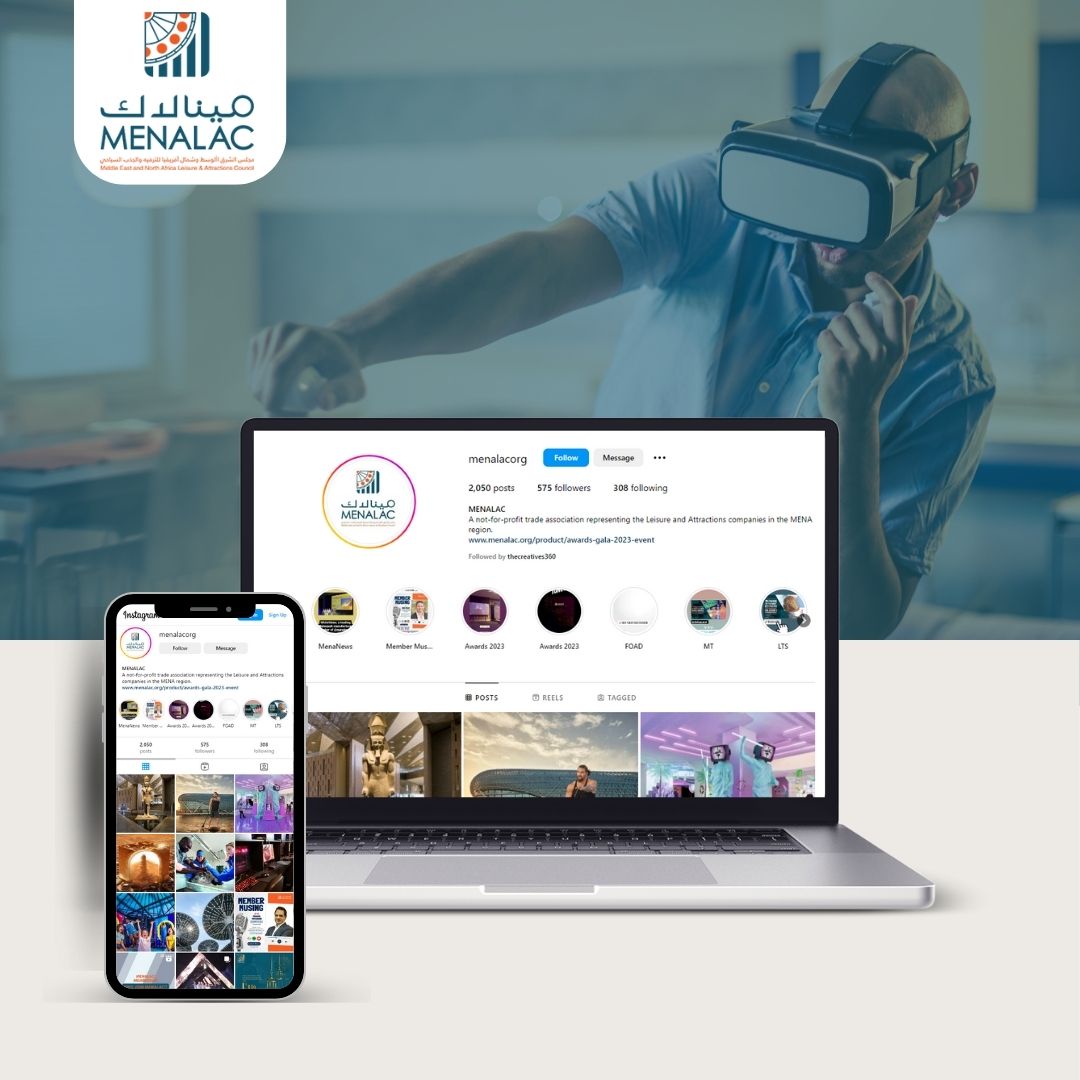 مينالاك
MENALAC
مجلس الشرق الأوسط وشمال أفريقيا للترفيه والجذب السياحي
Middle East and North Africa Leisure & Attractions Council
menalacorg
Follow
Message
2,050 posts
575 followers
308 following
مينالاك
MENALAC
MENALAC
A not-for-profit trade association representing the Leisure and Attractions companies in the MENA
region.
www.menalac.org/product/awards-gala-2023-event
Followed by thecreatives360
MenaNews
Member Mus...
Awards 2023
Awards 2023
FOAD
MT
LTS
POSTS
REELS
TAGGED
Instagram
Sign Up
menalacorg
Follow
Message
MENALAC
A not-for-profit trade association representing the Leisure and Attractions
companies in the MENA region.
www.menalac.org/product/awards-gala-2023-event
MenaNews
Member ...
Awards 20...
Awards 20...
FOAD
MT
LTS
2,050
posts
575
followers
308
following
MEMBER
MUSING
MENALAC